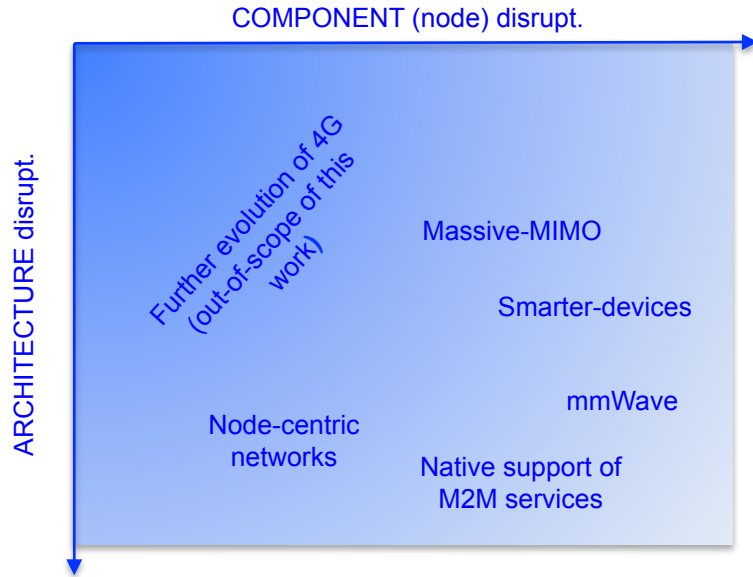 COMPONENT (node) disrupt.
ARCHITECTURE disrupt.
Further evolution of 4G
(out-of-scope of this
work)
Massive-MIMO
Smarter-devices
mmWave
Node-centric
networks
Native support of
M2M services